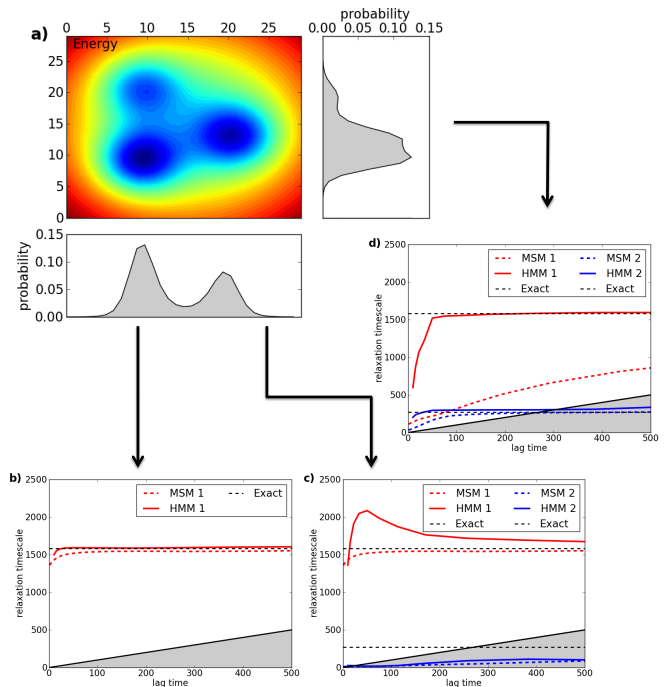 a)
0 5 10 15 20 25
Energy
25
20
15
10
5
0
probability
0.00 0.05 0.10 0.15
probability
0.15
0.10
0.05
0.00
d)
2500
2000
1500
1000
500
0
relaxation timescale
MSM 1
HMM 1
Exact
MSM 2
HMM 2
Exact
0 100 200 300 400 500
lag time
b)
2500
2000
1500
1000
500
0
relaxation timescale
MSM 1
HMM 1
Exact
0 100 200 300 400 500
lag time
c)
2500
2000
1500
1000
500
0
relaxation timescale
MSM 1
HMM 1
Exact
MSM 2
HMM 2
Exact
0 100 200 300 400 500
lag time